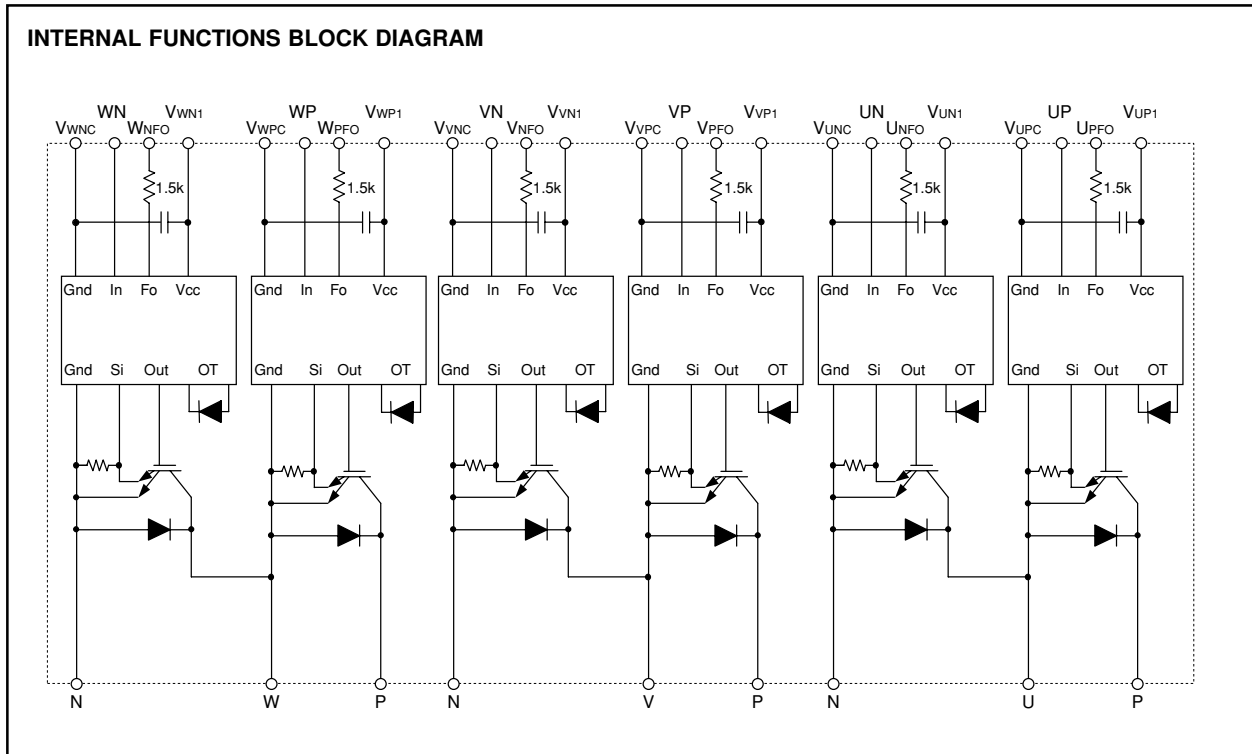 INTERNAL FUNCTIONS BLOCK DIAGRAM
WN VWN1 WP VWP1 VN VVN1 VP VVP1 UN VUN1 UP VUP1
VWNC WNFO VWPC WPFO VVNC VNFO VVPC VPFO VUNC UNFO VUPC UPFO
1.5k 1.5k 1.5k 1.5k 1.5k 1.5k
Gnd In Fo Vcc Gnd In Fo Vcc Gnd In Fo Vcc Gnd In Fo Vcc Gnd In Fo Vcc Gnd In Fo Vcc
Gnd Si Out OT Gnd Si Out OT Gnd Si Out OT Gnd Si Out OT Gnd Si Out OT Gnd Si Out OT
N W P N V P N U P